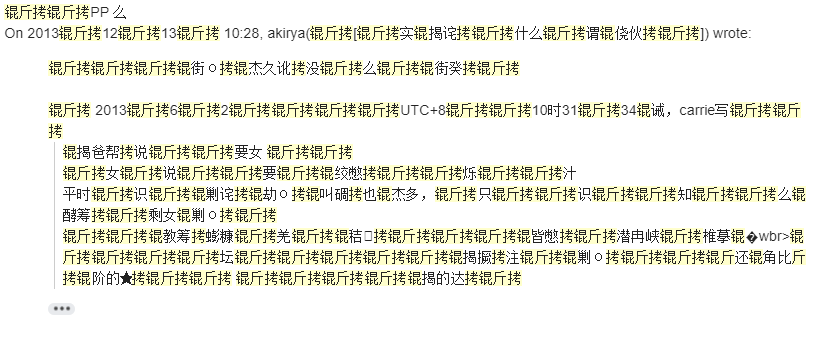 锟斤拷锟斤拷PP 么
On 2013锟斤拷12锟斤拷13锟斤拷 10:28, akirya(锟斤拷[锟斤拷实锟揭诧拷锟斤拷什么锟斤拷谓锟侥伙拷锟斤拷]) wrote:
锟斤拷锟斤拷锟斤拷锟街ㅇ拷锟杰久讹拷没锟斤拷么锟斤拷锟街癸拷锟斤拷
锟斤拷 2013锟斤拷6锟斤拷2锟斤拷锟斤拷锟斤拷锟斤拷UTC+8锟斤拷锟斤拷10时31锟斤拷34锟诫，carrie写锟斤拷锟斤
拷
锟揭爸帮拷说锟斤拷锟斤拷要女 锟斤拷锟斤拷
锟斤拷女锟斤拷说锟斤拷锟斤拷要锟斤拷锟绞憋拷锟斤拷锟斤拷烁锟斤拷锟斤拷汁
平时锟斤拷识锟斤拷锟剿诧拷锟劫ㅇ拷锟叫碉拷也锟杰多，锟斤拷只锟斤拷锟斤拷识锟斤拷锟斤拷知锟斤拷锟斤拷么锟
酵筹拷锟斤拷剩女锟剿ㅇ拷锟斤拷
锟斤拷锟斤拷锟教筹拷蟛糠锟斤拷羌锟斤拷锟秸拷锟斤拷锟斤拷锟斤拷锟皆憋拷锟斤拷潜冉峡锟斤拷椎摹锟�wbr>锟
斤拷锟斤拷锟斤拷锟斤拷坛锟斤拷锟斤拷锟斤拷锟斤拷锟斤拷锟揭撅拷注锟斤拷锟剿ㅇ拷锟斤拷锟斤拷锟斤还锟角比斤
拷锟阶的★拷锟斤拷锟斤拷 锟斤拷锟斤拷锟斤拷锟斤拷锟揭的达拷锟斤拷